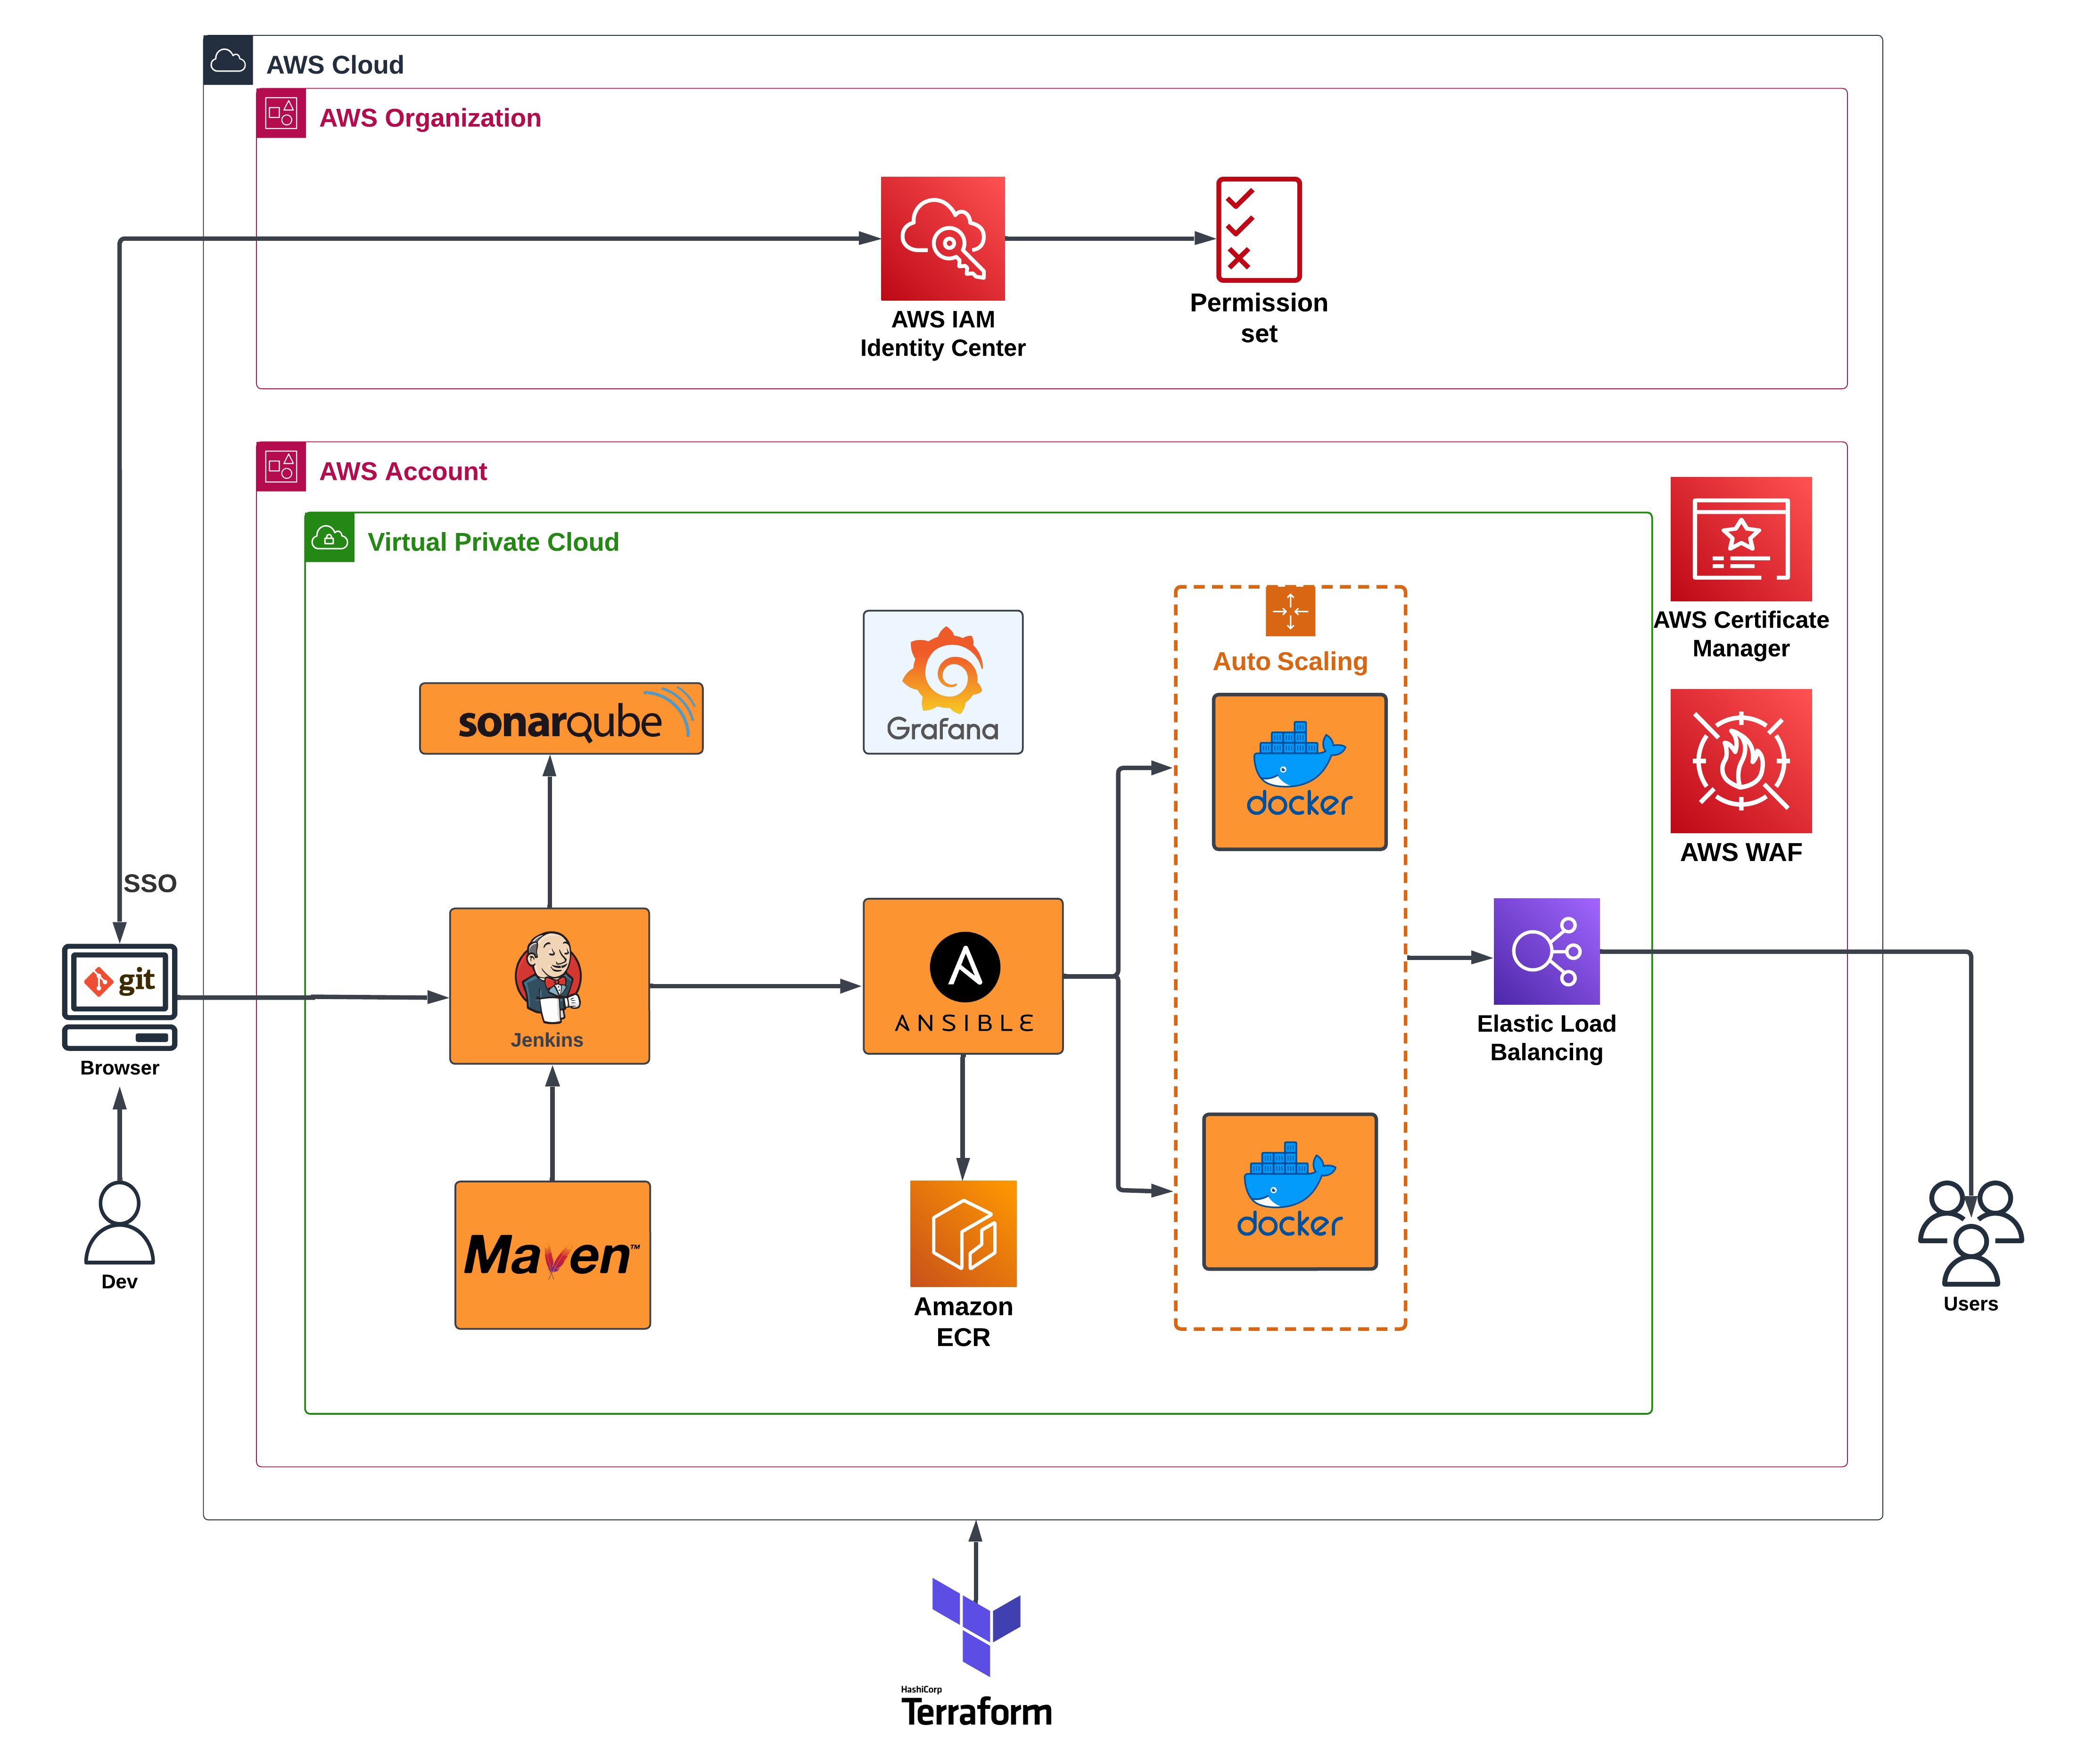 AWS Cloud
AWS Organization
AWS IAM
Identity Center
Permission
set
AWS Account
AWS Certificate
Manager
Virtual Private Cloud
Auto Scaling
sonarqube
Grafana
docker
AWS WAF
SSO
git
Browser
Jenkins
ANSIBLE
Elastic Load
Balancing
Dev
Maven™
Amazon
ECR
docker
Users
HashiCorp
Terraform